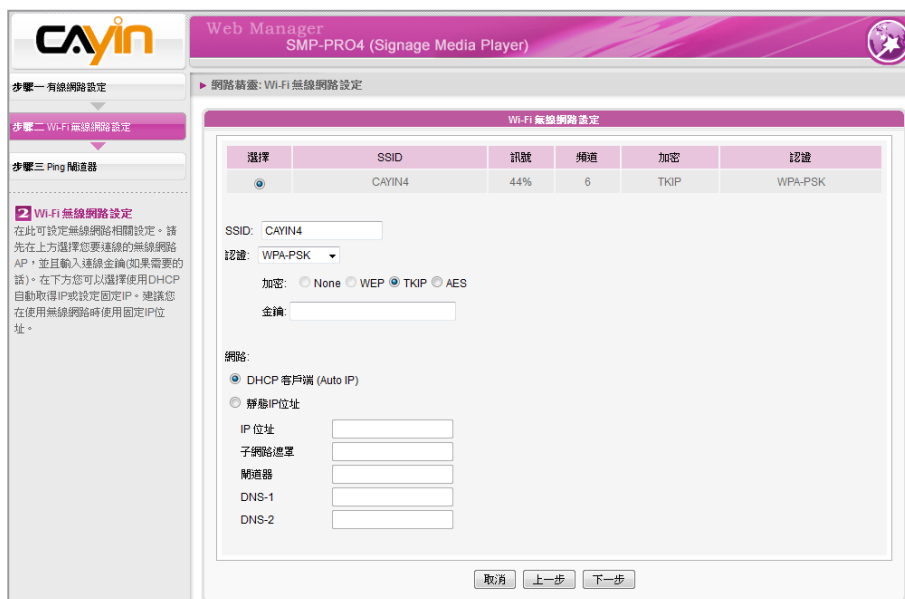 CAYIN
Web Manager
SMP-PRO4 (Signage Media Player)
步驟一 有線網路設定
步驟二 Wi-Fi 無線網路設定
步驟三 Ping 閘道器
2 Wi-Fi 無線網路設定
在此可設定無線網路相關設定。請
先在上方選擇您要連線的無線網路
AP，並且輸入連線金鑰(如果需要的
話)。在下方您可以選擇使用DHCP
自動取得IP或設定固定IP。建議您
在使用無線網路時使用固定IP位
址。
網路精靈: Wi-Fi 無線網路設定
Wi-Fi 無線網路設定
選擇 SSID 訊號 頻道 加密 認證
CAYIN4 44% 6 TKIP WPA-PSK
SSID: CAYIN4
認證: WPA-PSK
加密: None WEP TKIP AES
金鑰:
網路:
DHCP 客戶端 (Auto IP)
靜態IP位址
IP 位址
子網路遮罩
閘道器
DNS-1
DNS-2
取消 上一步 下一步